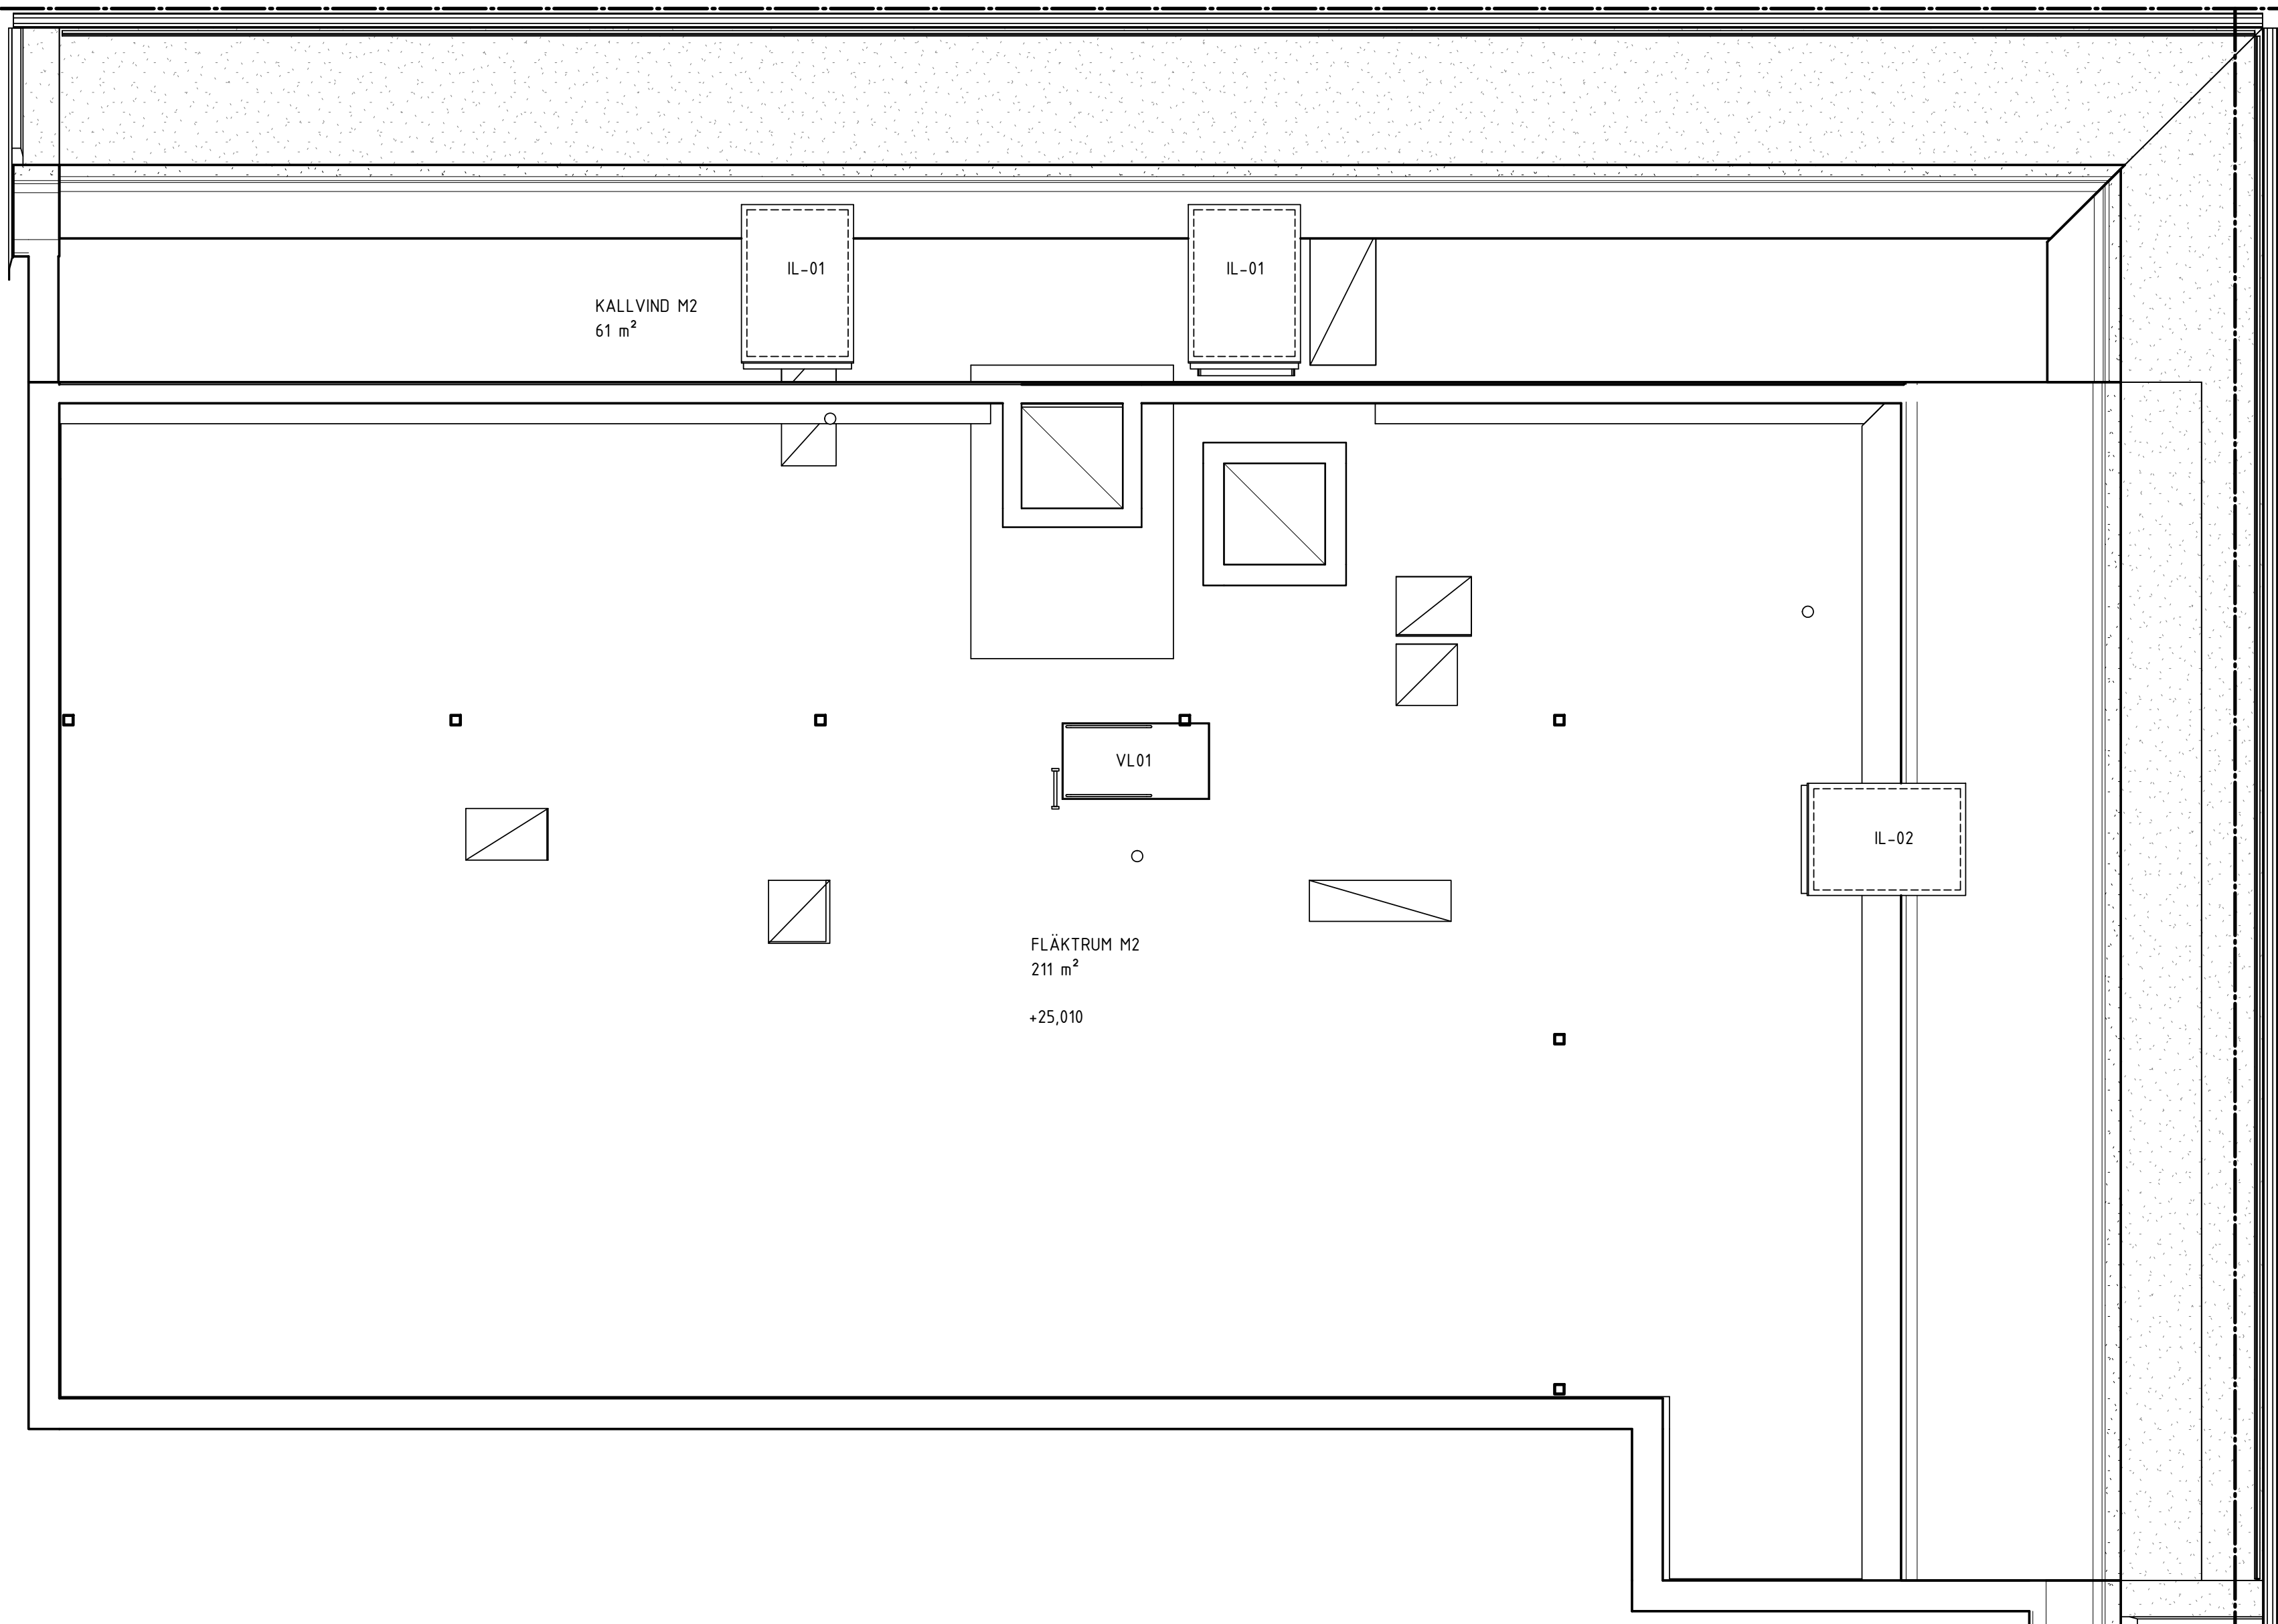 IL-01
IL-01
KALLVIND M2
61 m²
VL01
IL-02
FLÄKTRUM M2
211 m²
+25,010